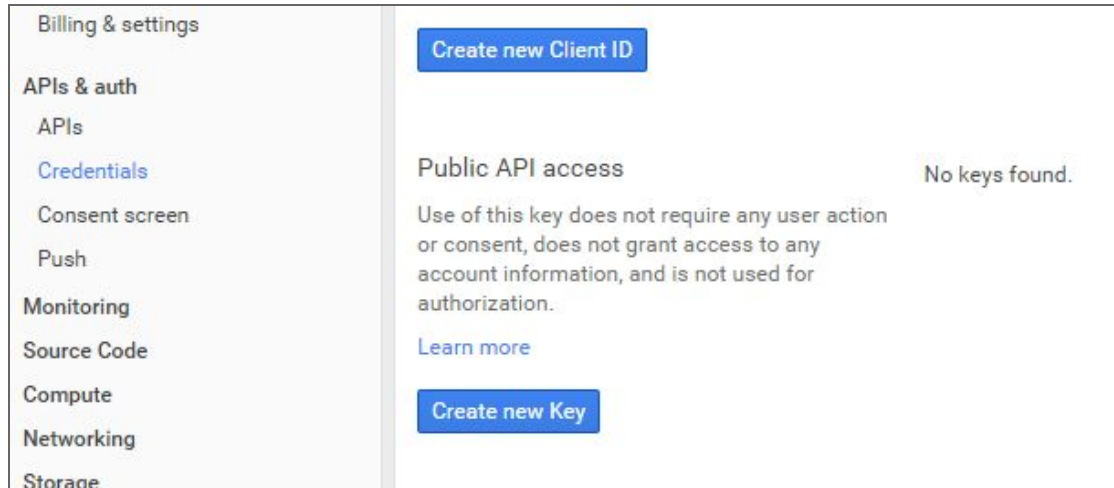 Billing & settings
APIs & auth
APIs
Credentials
Consent screen
Push
Monitoring
Source Code
Compute
Networking
Storage
Create new Client ID
Public API access
Use of this key does not require any user action
or consent, does not grant access to any
account information, and is not used for
authorization.
Learn more
Create new Key
No keys found.